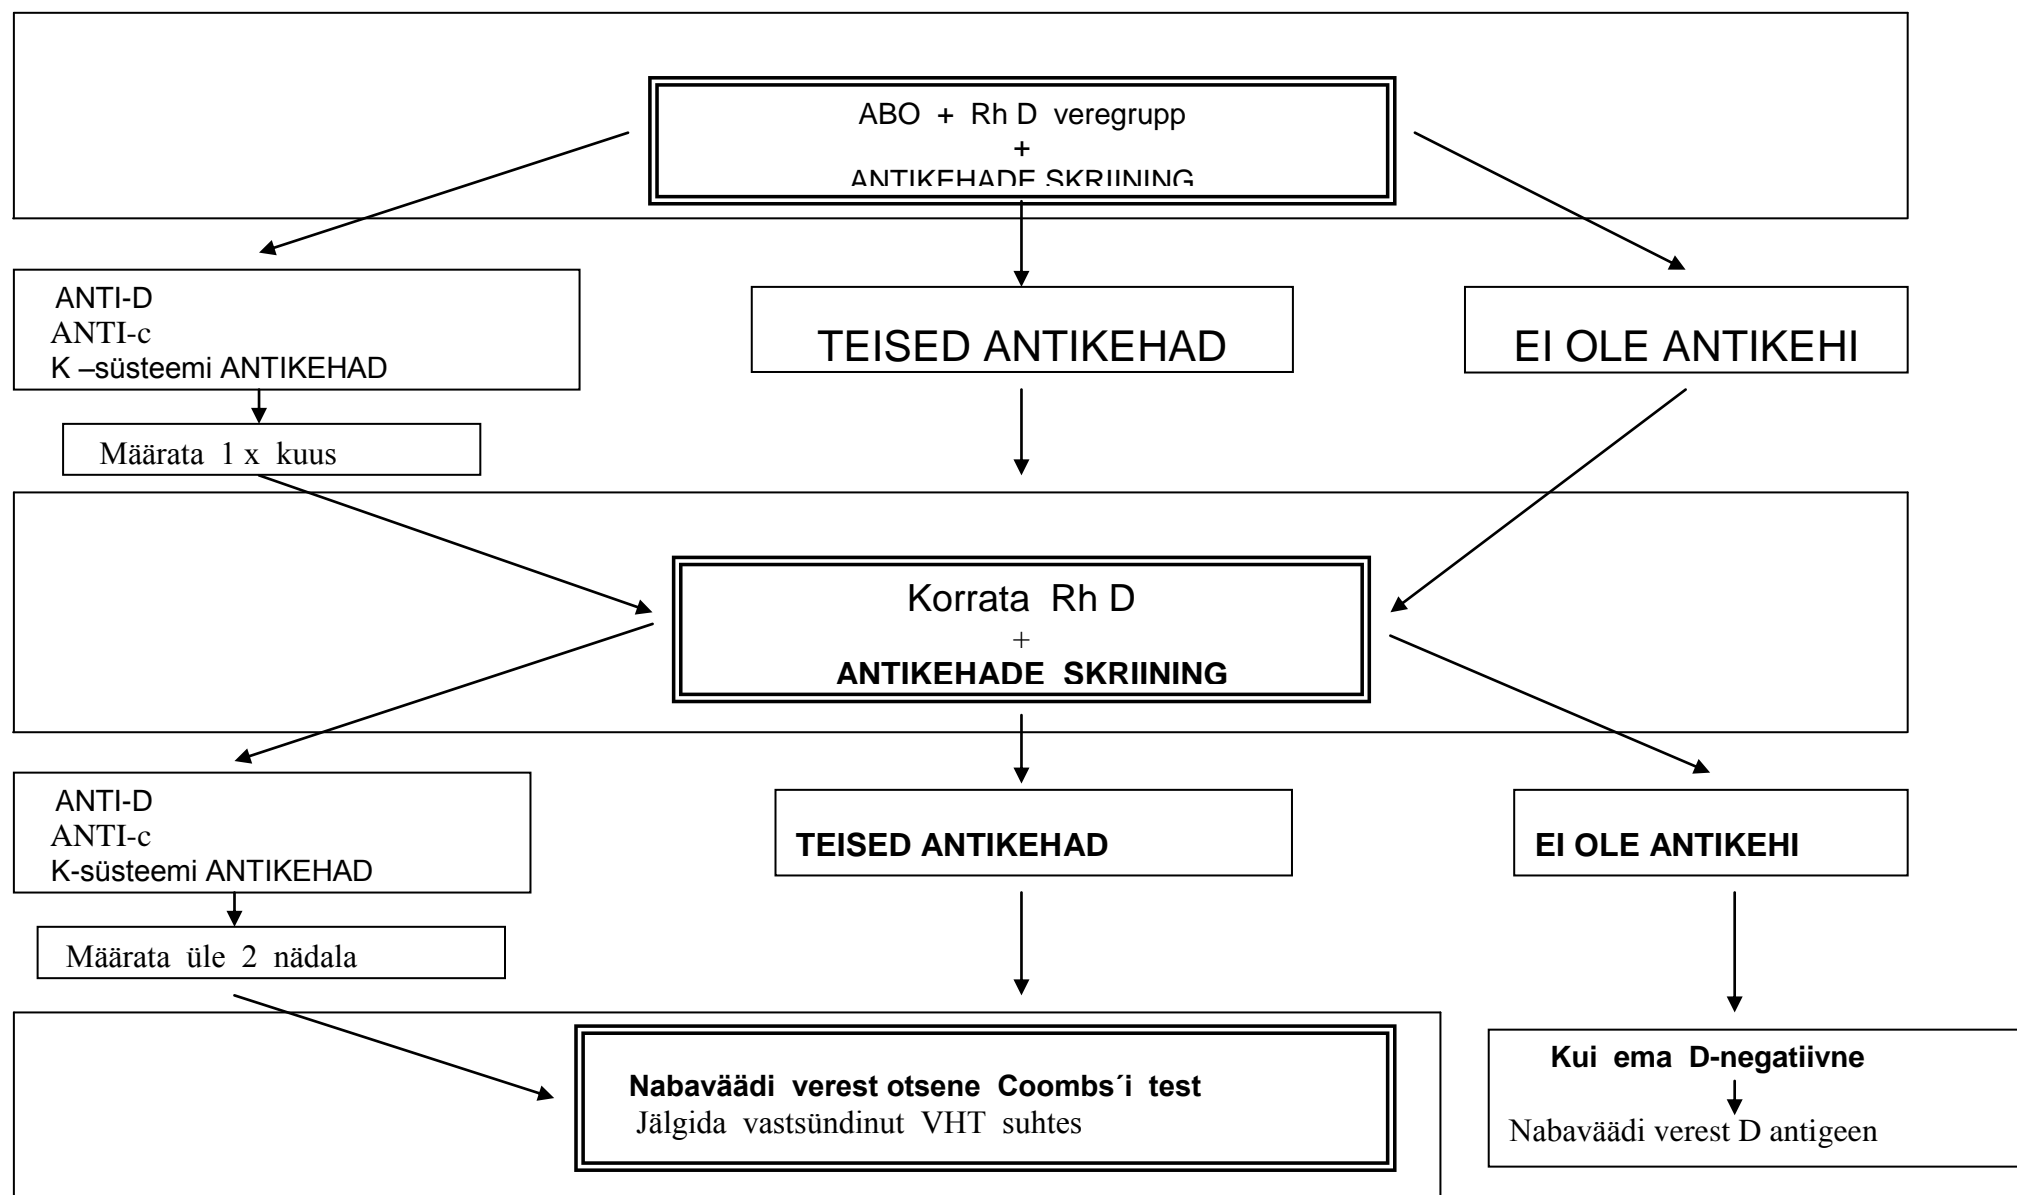 ABO + Rh D veregrupp
+
ANTIKEHADE SKRIINING
ANTI-D
ANTI-c
K –süsteemi ANTIKEHAD
TEISED ANTIKEHAD
EI OLE ANTIKEHI
Määrata 1 x kuus
Korrata Rh D
+
ANTIKEHADE SKRIINING
ANTI-D
ANTI-c
K-süsteemi ANTIKEHAD
TEISED ANTIKEHAD
EI OLE ANTIKEHI
Määrata üle 2 nädala
Nabaväädi verest otsene Coombs´i test
Jälgida vastsündinut VHT suhtes
Kui ema D-negatiivne
Nabaväädi verest D antigeen